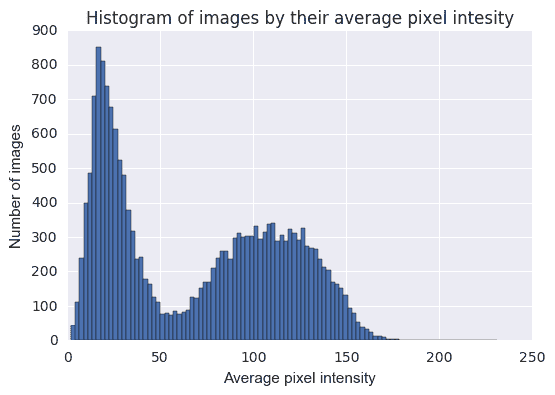 Histogram of images by their average pixel intesity
900
800
700
600
500
400
300
200
100
0
Number of images
0 50 100 150 200 250
Average pixel intensity